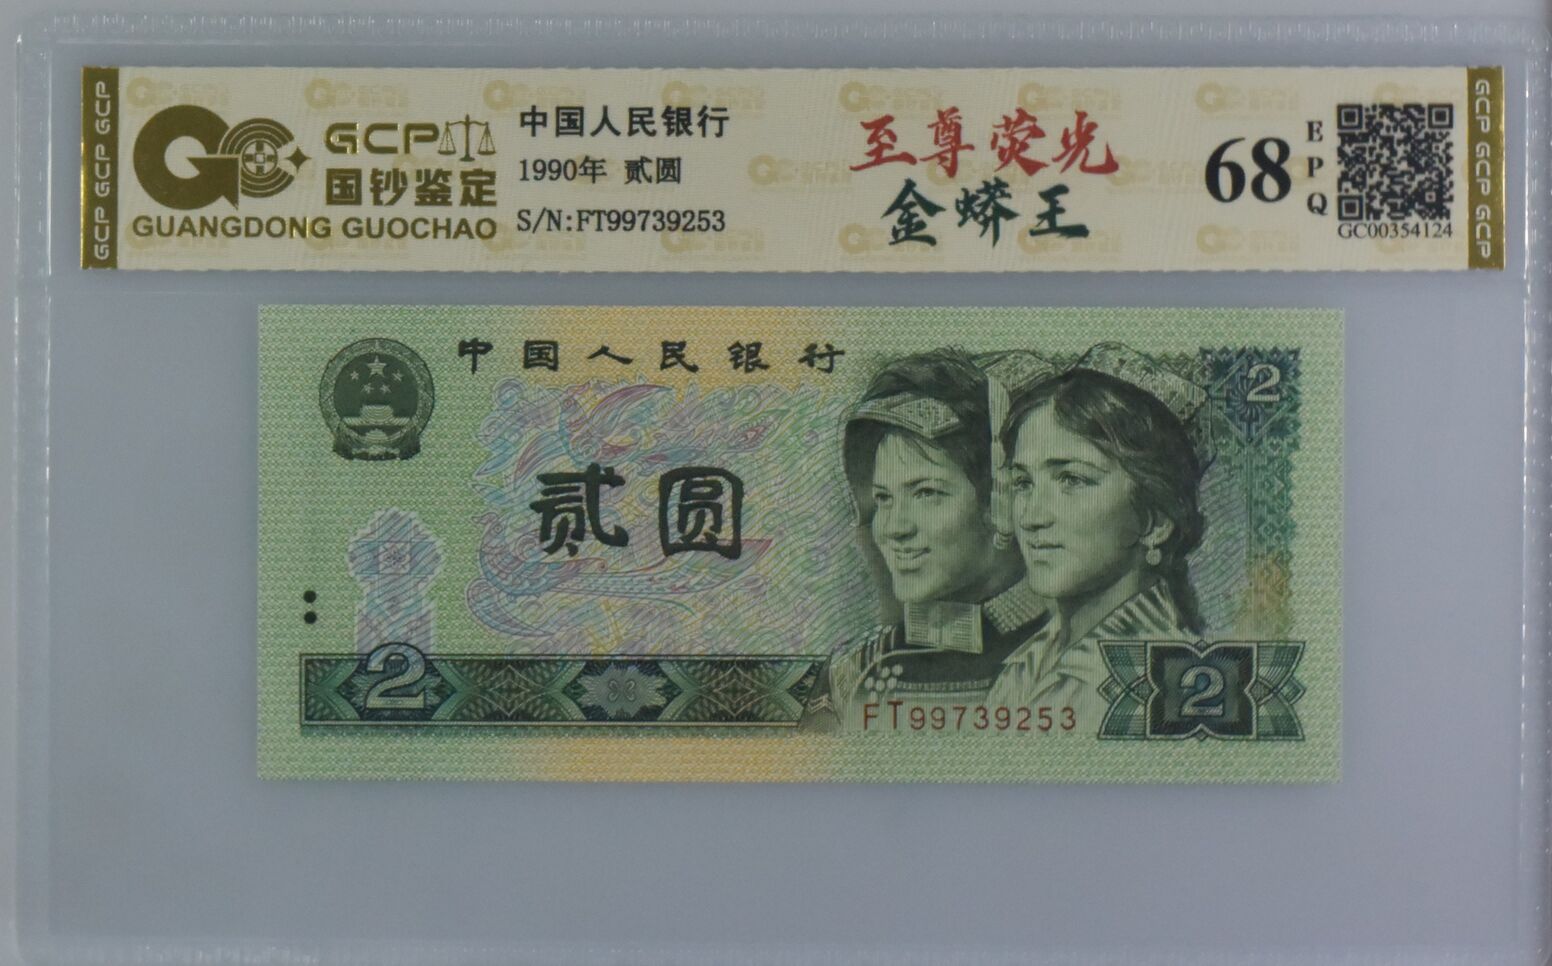 GCP GCP GCP
GCP
国钞鉴定
GUANGDONG GUOCHAO
中国人民银行
1990年 贰圆
S/N:FT99739253
至尊荧光
金蟒王
68
EPQ
GC00354124
GCP GCP GCP
中国人民银行
2
贰圆
2
FT99739253
2